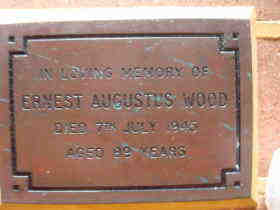 IN LOVING MEMORY OF
ERNEST AUGUSTUS WOOD
DIED 7TH JULY 1945
AGED 89 YEARS